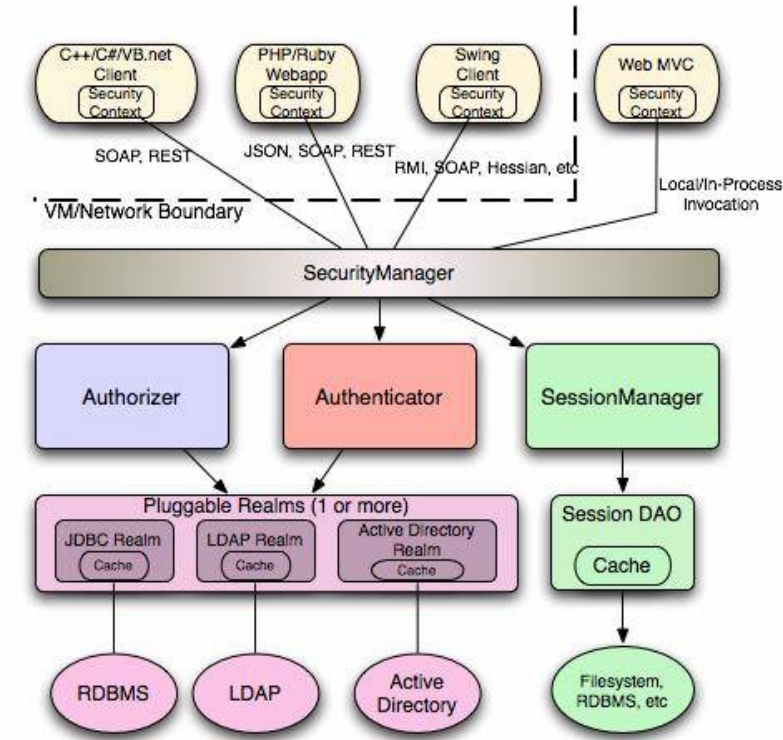 C++/C#/VB.net
Client
Security
Context
PHP/Ruby
Webapp
Security
Context
Swing
Client
Security
Context
Web MVC
Security
Context
SOAP, REST
JSON, SOAP, REST
RMI, SOAP, Hessian, etc
Local/In-Process
Invocation
VM/Network Boundary
SecurityManager
Authorizer
Authenticator
SessionManager
Pluggable Realms (1 or more)
JDBC Realm
Cache
LDAP Realm
Cache
Active Directory
Realm
Cache
Session DAO
Cache
RDBMS
LDAP
Active
Directory
Filesystem,
RDBMS, etc